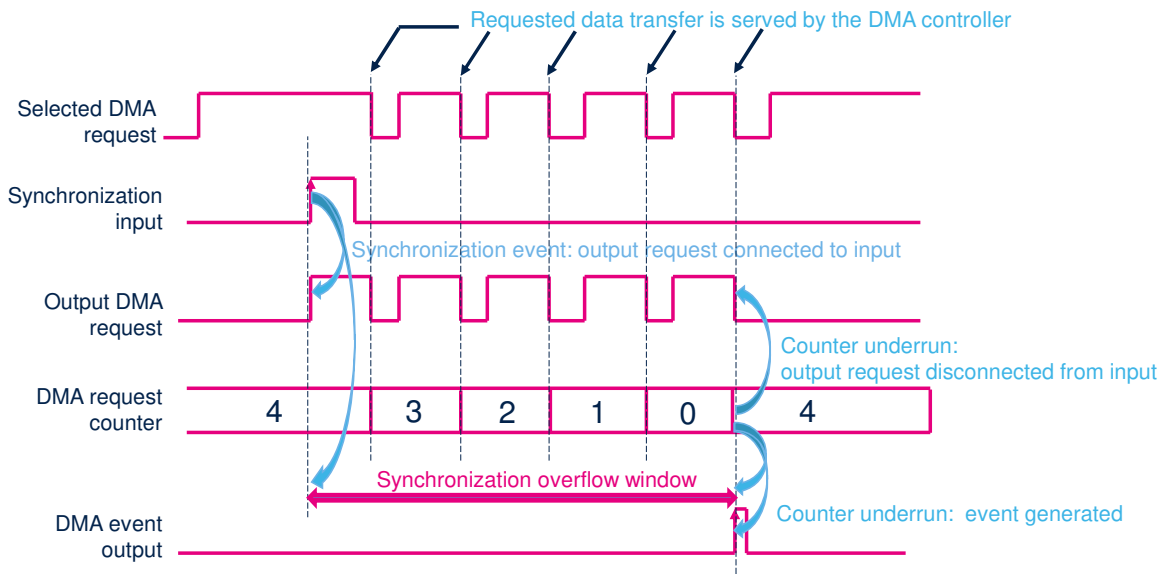 Requested data transfer is served by the DMA controller
Selected DMA
request
Synchronization
input
Synchronization event: output request connected to input
Output DMA
request
Counter underrun:
output request disconnected from input
DMA request
counter
4 3 2 1 0 4
Synchronization overflow window
Counter underrun: event generated
DMA event
output